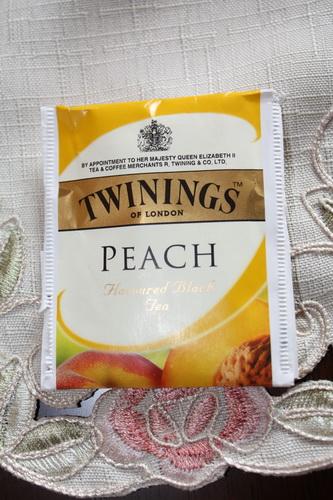 BY APPOINTMENT TO HER MAJESTY QUEEN ELIZABETH II
TEA & COFFEE MERCHANTS R. TWINING & CO. LTD.
TWININGS™
OF LONDON
PEACH
Flavoured Black
Tea